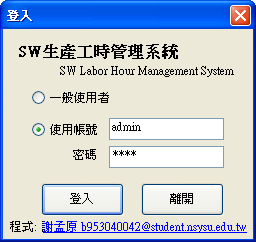 登入
SW生產工時管理系統
SW Labor Hour Management System
一般使用者
使用帳號 admin
密碼 ****
登入 離開
程式: 謝孟原 b953040042@student.nsysu.edu.tw